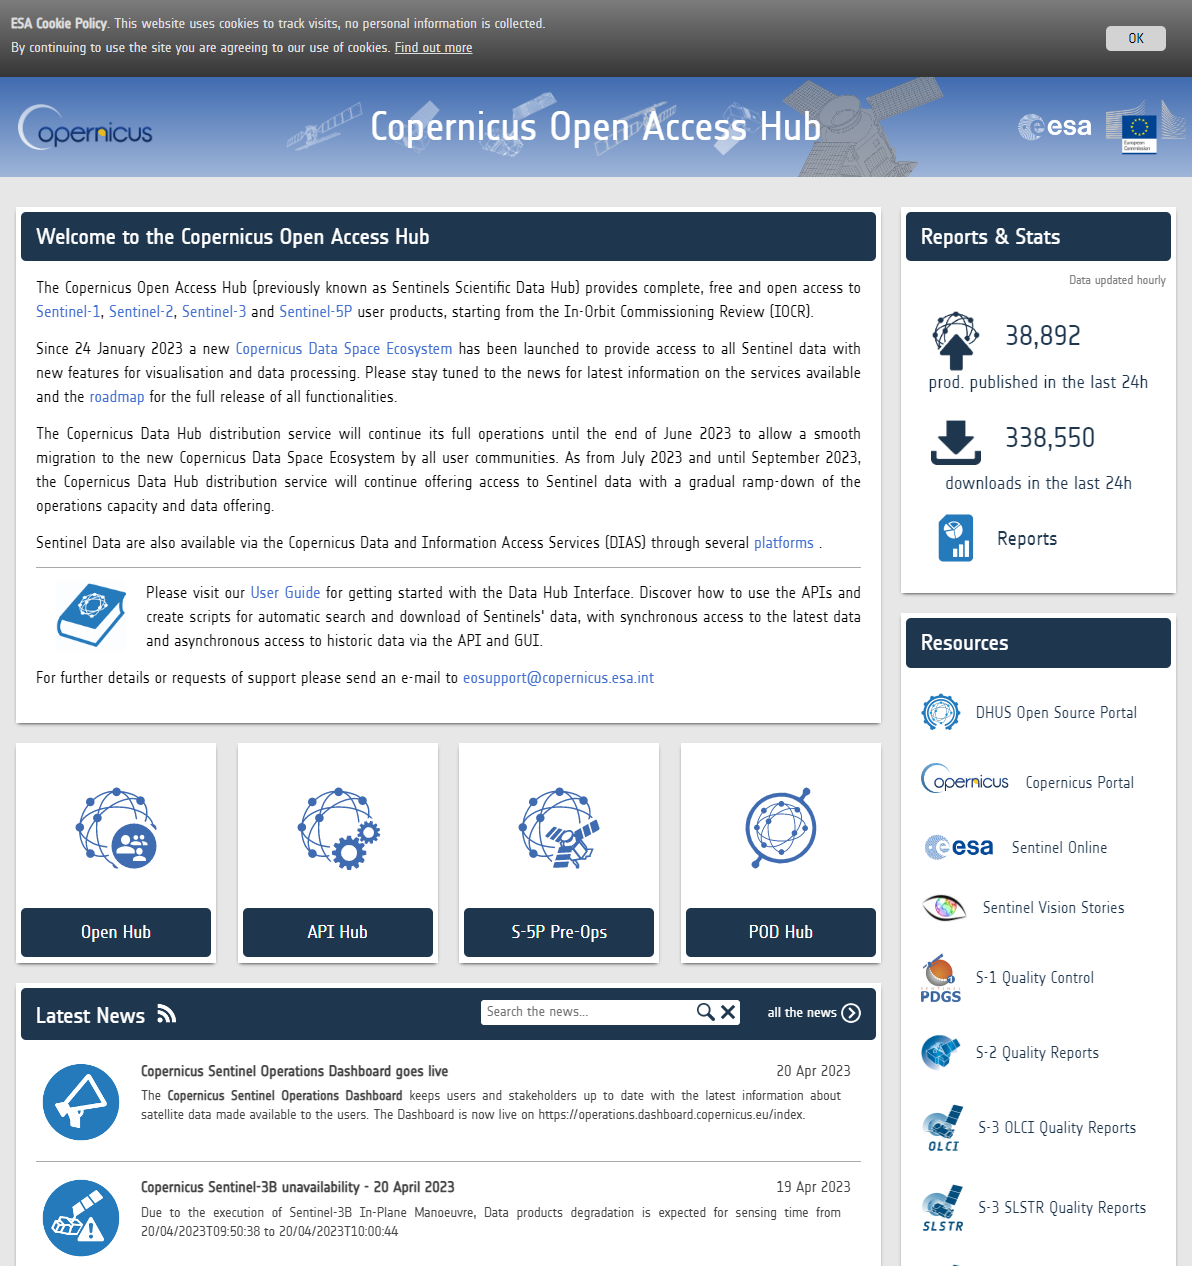 ESA Cookie Policy. This website uses cookies to track visits, no personal information is collected.
By continuing to use the site you are agreeing to our use of cookies. Find out more
OK
opernicus
Copernicus Open Access Hub
esa
European
Commission
Welcome to the Copernicus Open Access Hub
The Copernicus Open Access Hub (previously known as Sentinels Scientific Data Hub) provides complete, free and open access to
Sentinel-1, Sentinel-2, Sentinel-3 and Sentinel-5P user products, starting from the In-Orbit Commissioning Review (IOCR).
Since 24 January 2023 a new Copernicus Data Space Ecosystem has been launched to provide access to all Sentinel data with
new features for visualisation and data processing. Please stay tuned to the news for latest information on the services available
and the roadmap for the full release of all functionalities.
The Copernicus Data Hub distribution service will continue its full operations until the end of June 2023 to allow a smooth
migration to the new Copernicus Data Space Ecosystem by all user communities. As from July 2023 and until September 2023,
the Copernicus Data Hub distribution service will continue offering access to Sentinel data with a gradual ramp-down of the
operations capacity and data offering.
Sentinel Data are also available via the Copernicus Data and Information Access Services (DIAS) through several platforms .
Please visit our User Guide for getting started with the Data Hub Interface. Discover how to use the APIs and
create scripts for automatic search and download of Sentinels' data, with synchronous access to the latest data
and asynchronous access to historic data via the API and GUI.
For further details or requests of support please send an e-mail to eosupport@copernicus.esa.int
Open Hub
API Hub
S-5P Pre-Ops
POD Hub
Latest News
Search the news...
all the news
Copernicus Sentinel Operations Dashboard goes live
20 Apr 2023
The Copernicus Sentinel Operations Dashboard keeps users and stakeholders up to date with the latest information about
satellite data made available to the users. The Dashboard is now live on https://operations.dashboard.copernicus.eu/index.
Copernicus Sentinel-3B unavailability - 20 April 2023
19 Apr 2023
Due to the execution of Sentinel-3B In-Plane Manoeuvre, Data products degradation is expected for sensing time from
20/04/2023T09:50:38 to 20/04/2023T10:00:44
Reports & Stats
Data updated hourly
38,892
prod. published in the last 24h
338,550
downloads in the last 24h
Reports
Resources
DHUS Open Source Portal
opernicus
Copernicus Portal
esa
Sentinel Online
Sentinel Vision Stories
1
SENTINEL
PDGS
S-1 Quality Control
S-2 Quality Reports
OLCI
S-3 OLCI Quality Reports
SLSTR
S-3 SLSTR Quality Reports